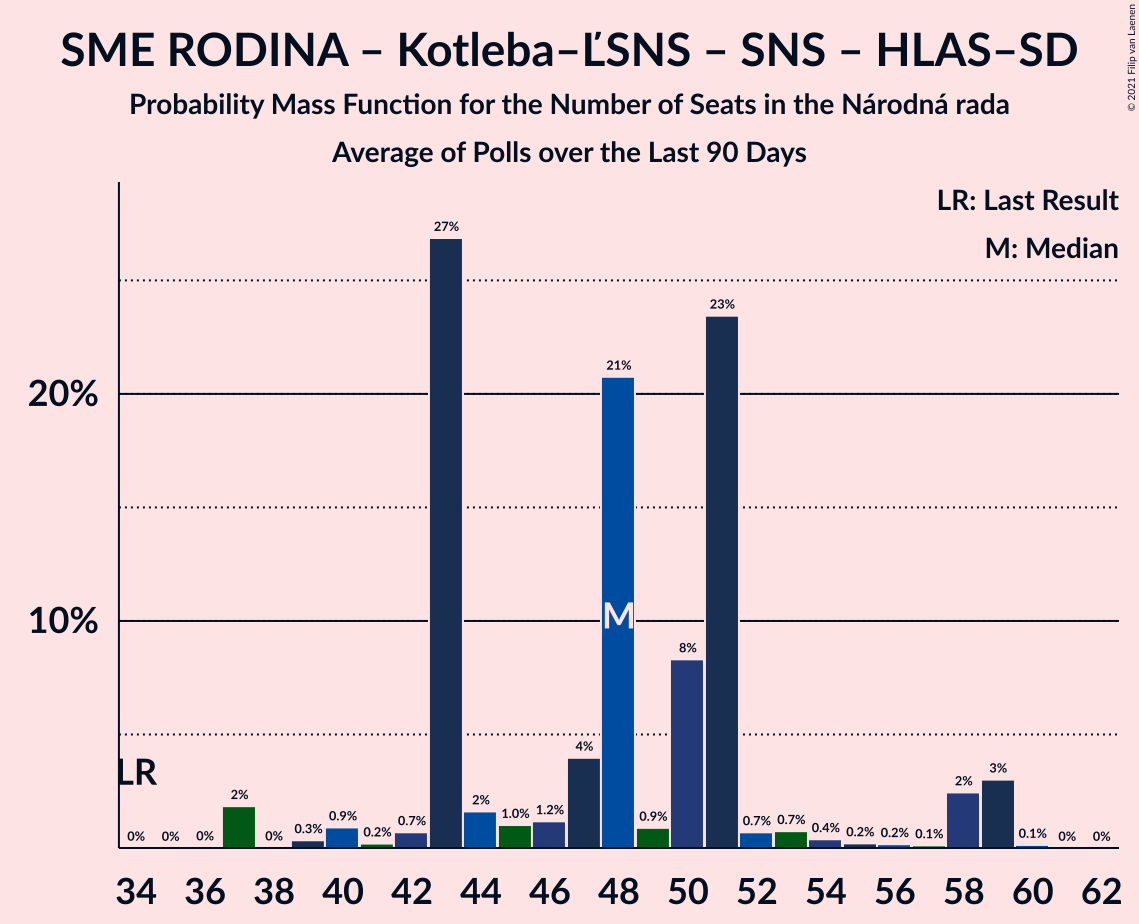 SME RODINA – Kotleba–ĽSNS – SNS – HLAS–SD
Probability Mass Function for the Number of Seats in the Národná rada
Average of Polls over the Last 90 Days
© 2021 Filip van Laenen
LR: Last Result
M: Median
20%
10%
LR
M
0% 0% 0% 2% 0% 0.3% 0.9% 0.2% 0.7% 27% 2% 1.0% 1.2% 4% 21% 0.9% 8% 23% 0.7% 0.7% 0.4% 0.2% 0.2% 0.1% 2% 3% 0.1% 0% 0%
34 36 38 40 42 44 46 48 50 52 54 56 58 60 62